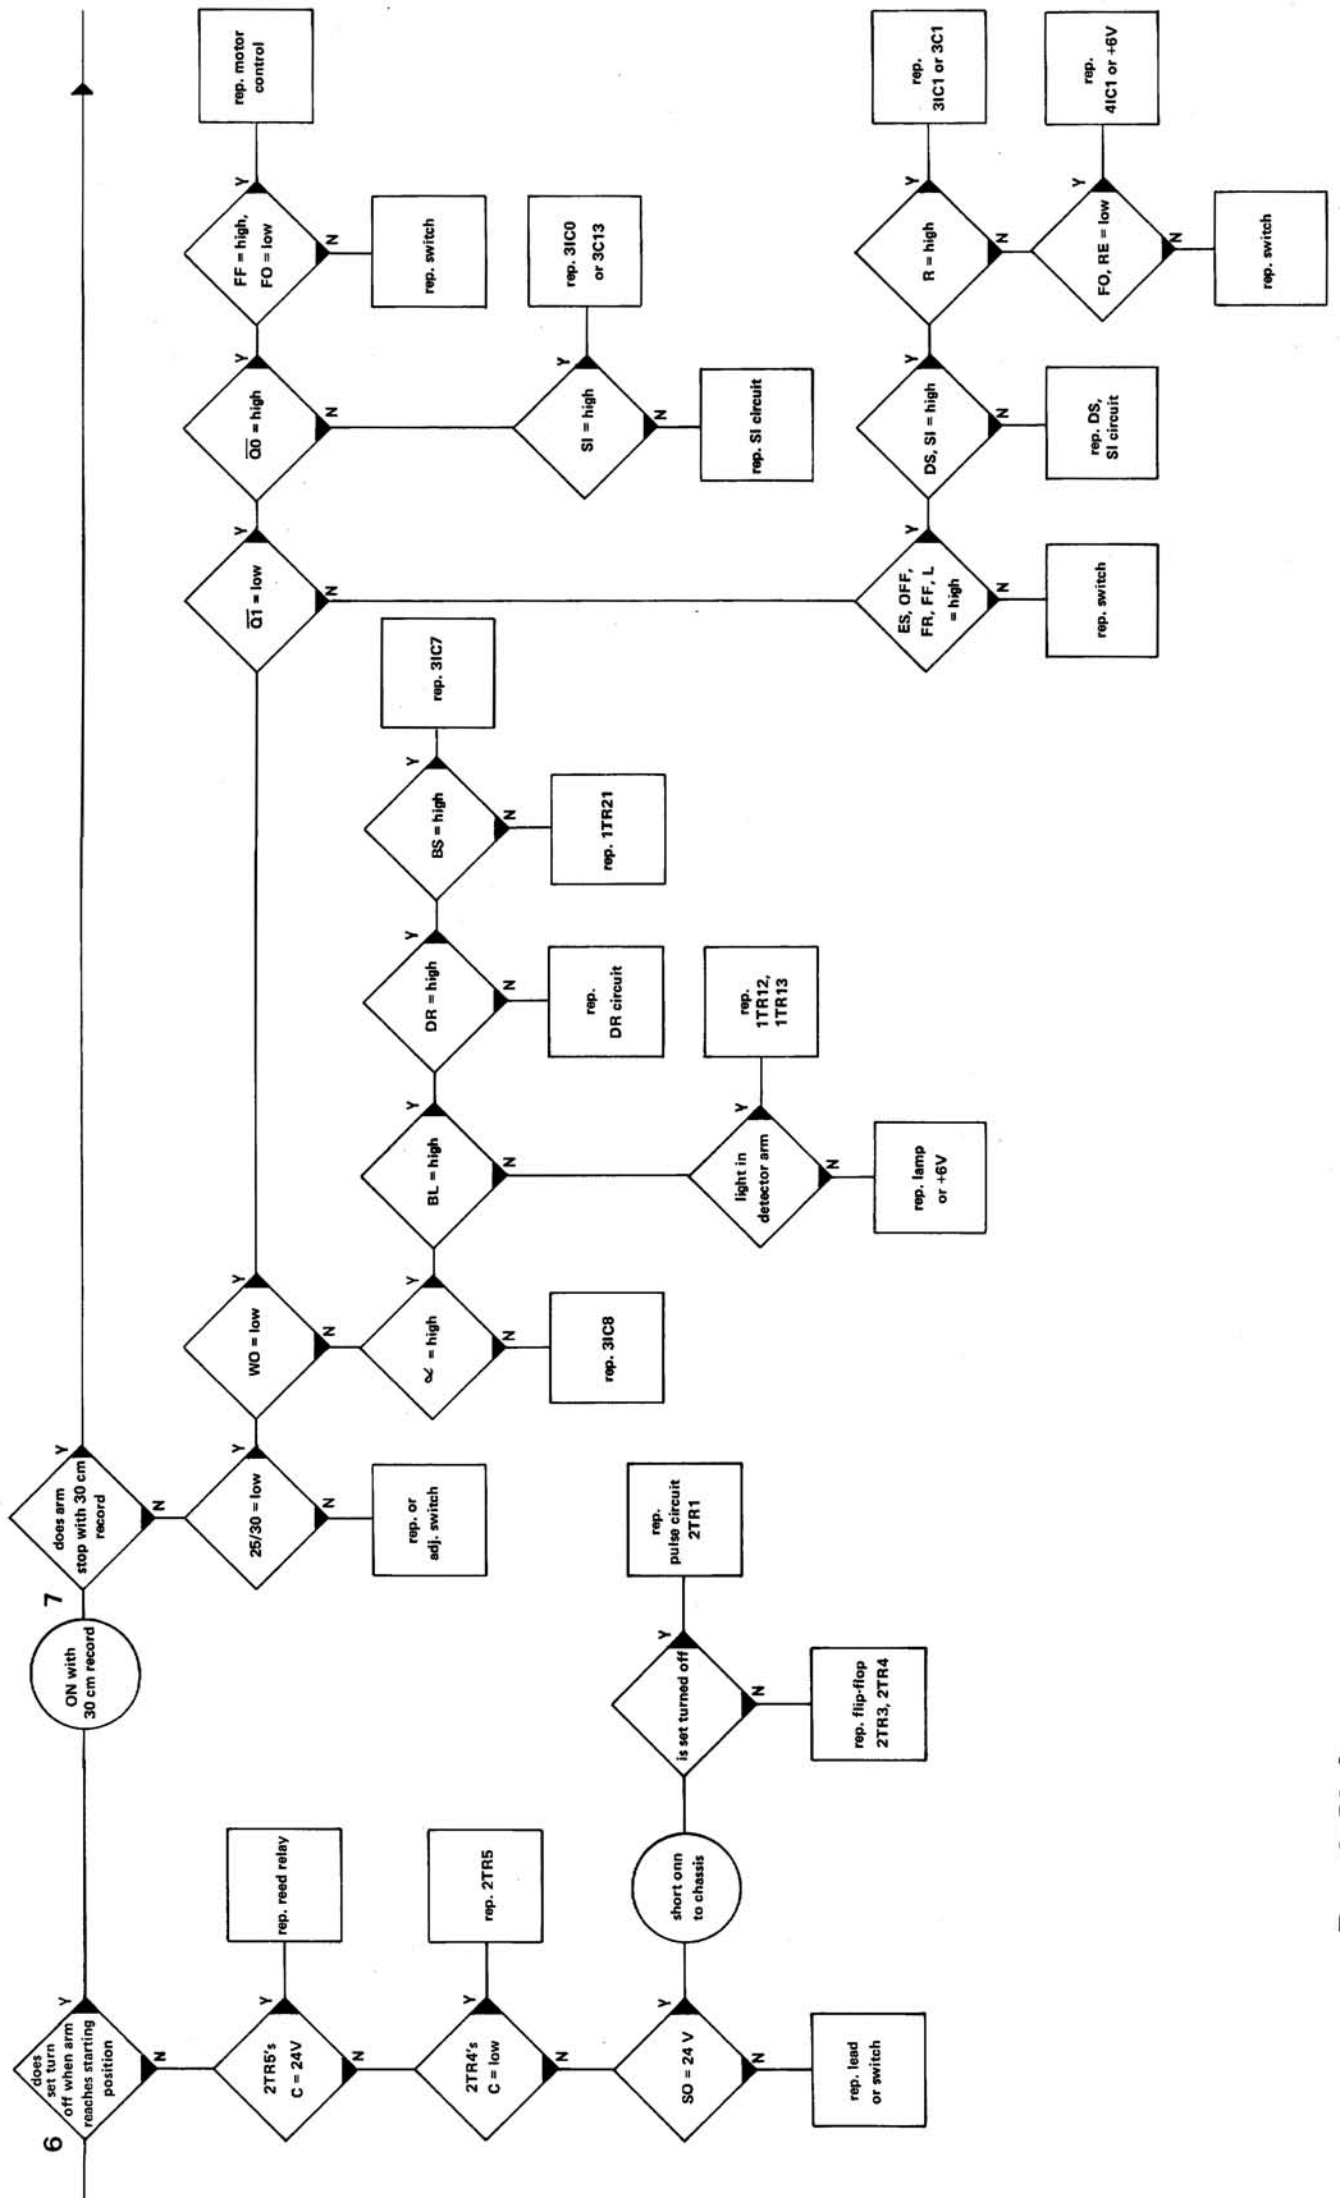 6
does
set turn
off when arm
reaches starting
position
Y
N
2TR5's
C = 24V
Y
N
rep. reed relay
2TR4's
C = low
Y
N
rep. 2TR5
SO = 24 V
Y
N
rep. lead
or switch
short onn
to chassis
is set turned off
Y
N
rep.
pulse circuit
2TR1
rep. flip-flop
2TR3, 2TR4
ON with
30 cm record
7
does arm
stop with 30 cm
record
Y
N
25/30 = low
Y
N
rep. or
adj. switch
WO = low
Y
N
∝ = high
Y
N
rep. 3IC8
BL = high
Y
N
light in
detector arm
Y
N
rep.
1TR12,
1TR13
rep. lamp
or +6V
DR = high
Y
N
rep.
DR circuit
BS = high
Y
N
rep. 3IC7
rep. 1TR21
Q̅1̅ = low
Y
N
Q̅0̅ = high
Y
N
FF = high,
FO = low
Y
N
rep. motor
control
rep. switch
SI = high
Y
N
rep. 3IC0
or 3C13
rep. SI circuit
ES, OFF,
FR, FF, L
= high
Y
N
rep. switch
DS, SI = high
Y
N
rep. DS,
SI circuit
R = high
Y
N
rep.
3IC1 or 3C1
FO, RE = low
Y
N
rep.
4IC1 or +6V
rep. switch